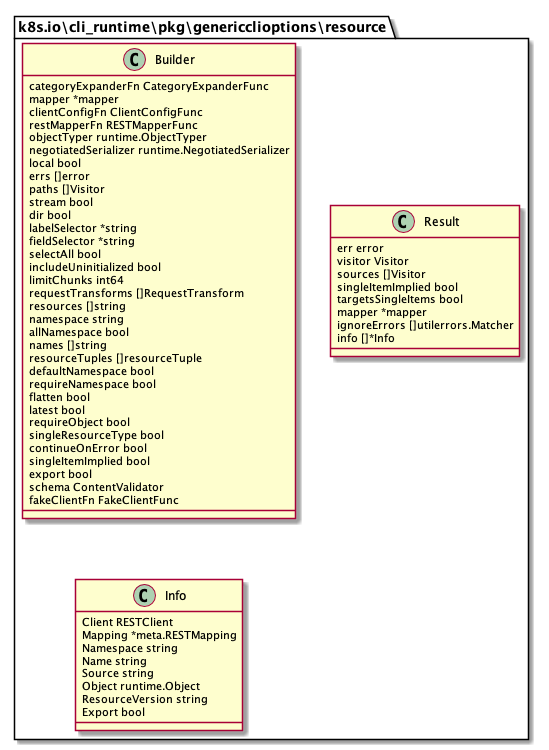 k8s.io\cli_runtime\pkg\genericclioptions\resource
C Builder
categoryExpanderFn CategoryExpanderFunc
mapper *mapper
clientConfigFn ClientConfigFunc
restMapperFn RESTMapperFunc
objectTyper runtime.ObjectTyper
negotiatedSerializer runtime.NegotiatedSerializer
local bool
errs []error
paths []Visitor
stream bool
dir bool
labelSelector *string
fieldSelector *string
selectAll bool
includeUninitialized bool
limitChunks int64
requestTransforms []RequestTransform
resources []string
namespace string
allNamespace bool
names []string
resourceTuples []resourceTuple
defaultNamespace bool
requireNamespace bool
flatten bool
latest bool
requireObject bool
singleResourceType bool
continueOnError bool
singleItemImplied bool
export bool
schema ContentValidator
fakeClientFn FakeClientFunc
C Result
err error
visitor Visitor
sources []Visitor
singleItemImplied bool
targetsSingleItems bool
mapper *mapper
ignoreErrors []utilerrors.Matcher
info []*Info
C Info
Client RESTClient
Mapping *meta.RESTMapping
Namespace string
Name string
Source string
Object runtime.Object
ResourceVersion string
Export bool